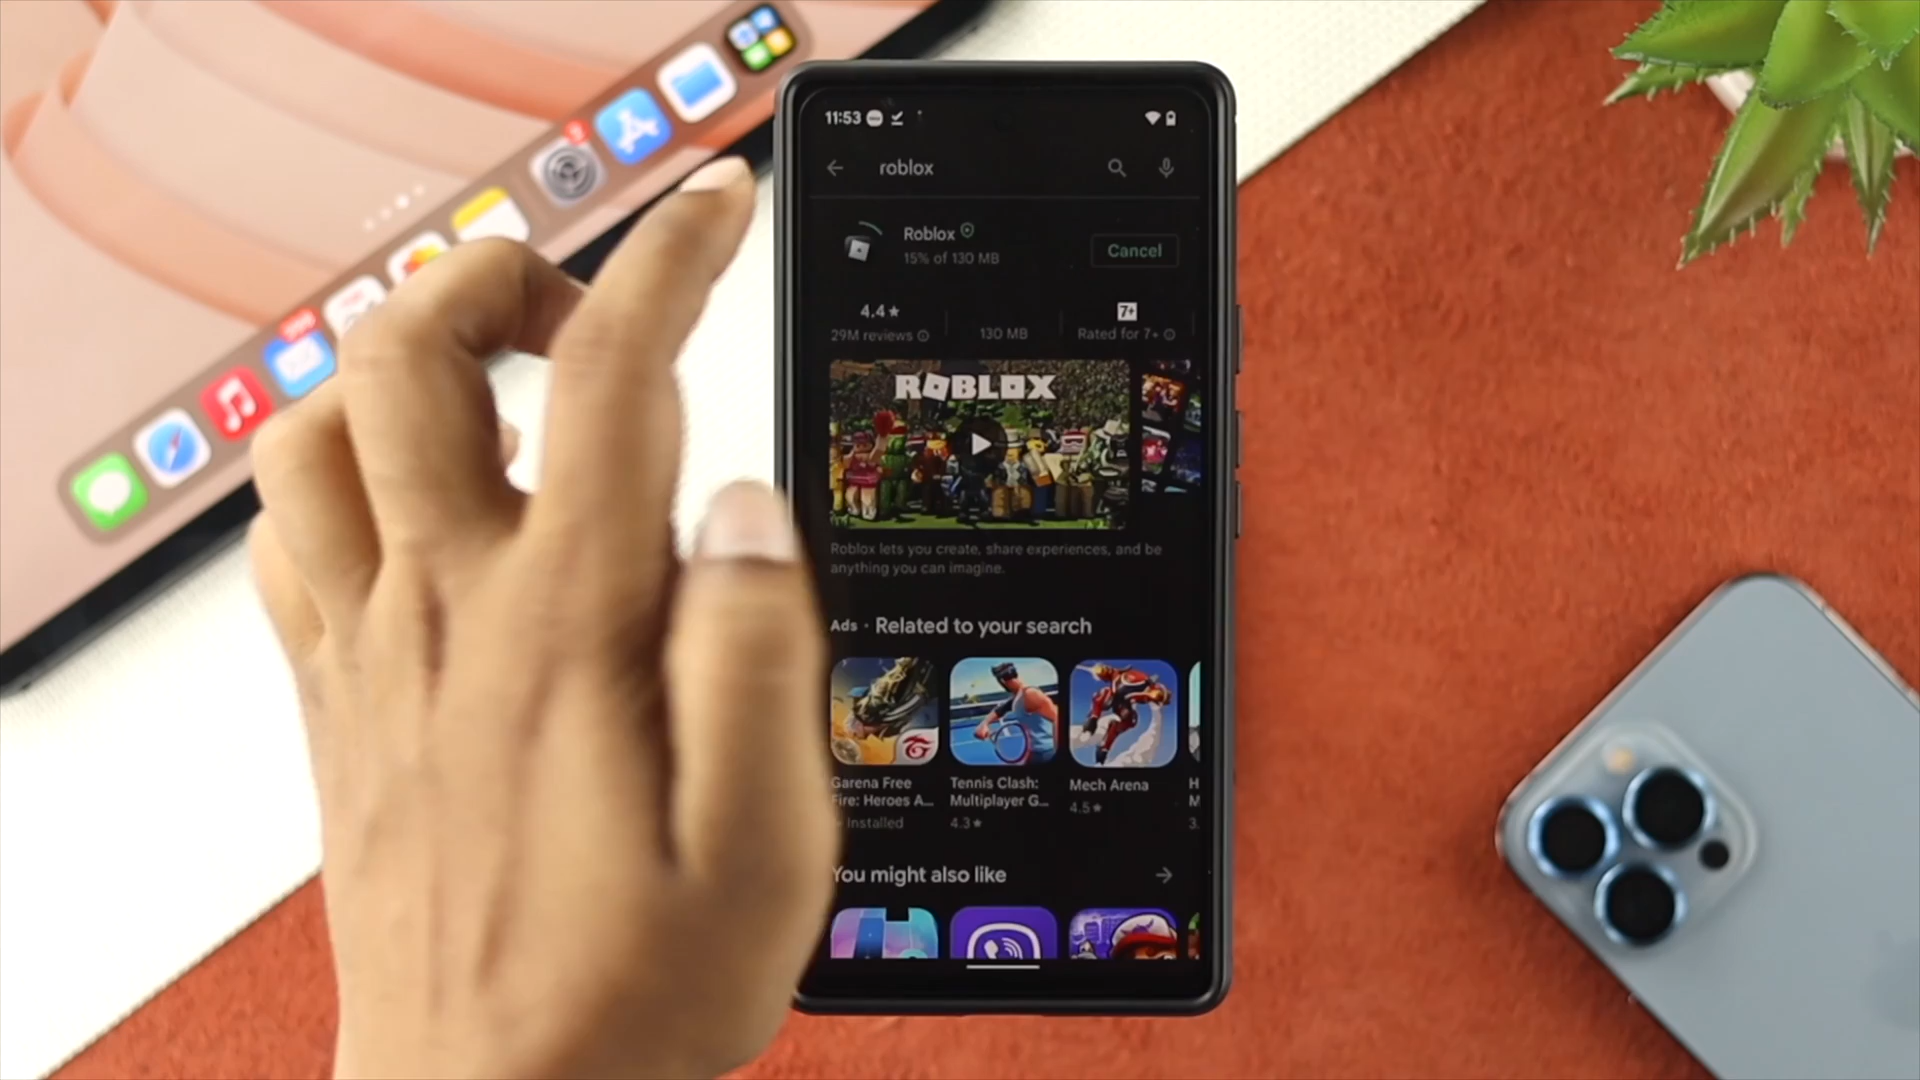 11:53
roblox
Roblox
15% of 130 MB
Cancel
4.4★
29M reviews
130 MB
7+
Rated for 7+
ROBLOX
Roblox lets you create, share experiences, and be
anything you can imagine.
Ads · Related to your search
Garena Free
Fire: Heroes A...
Installed
Tennis Clash:
Multiplayer G...
4.3★
Mech Arena
4.5★
H
M
3.
You might also like